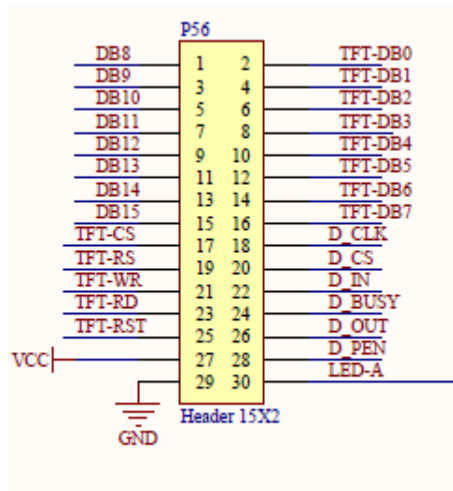 P56
DB8 1 2 TFT-DB0
DB9 3 4 TFT-DB1
DB10 5 6 TFT-DB2
DB11 7 8 TFT-DB3
DB12 9 10 TFT-DB4
DB13 11 12 TFT-DB5
DB14 13 14 TFT-DB6
DB15 15 16 TFT-DB7
TFT-CS 17 18 D_CLK
TFT-RS 19 20 D_CS
TFT-WR 21 22 D_IN
TFT-RD 23 24 D_BUSY
TFT-RST 25 26 D_OUT
VCC 27 28 D_PEN
29 30 LED-A
Header 15X2
GND